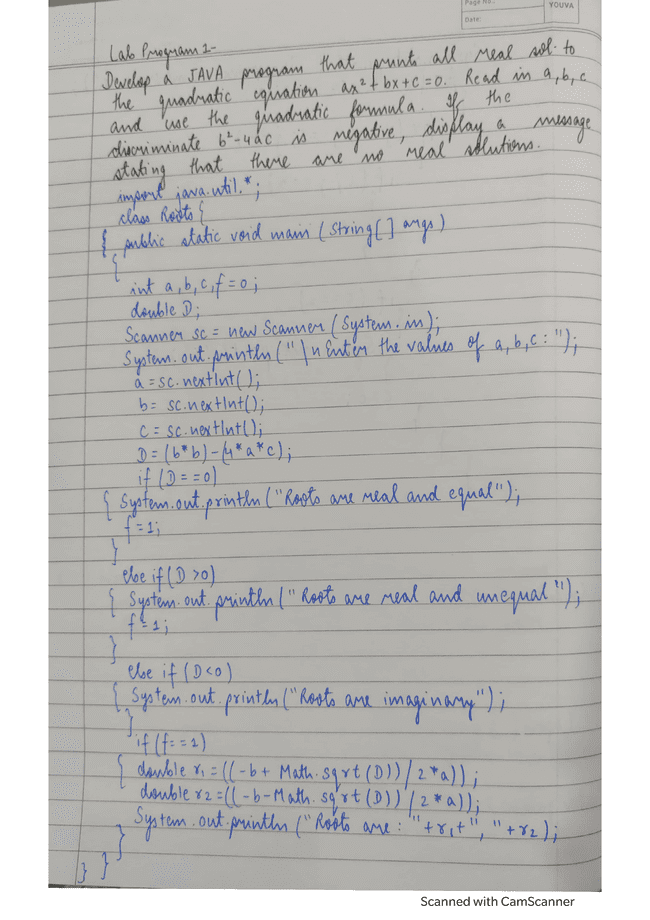 Page No.
YOUVA
Date:
Lab Program 1-
Develop a JAVA program that prints all real sol. to
the quadratic equation ax²+bx+c=0. Read in a,b,c
and use the quadratic formula. If the
discriminate b²-4ac is negative, display a message
stating that there are no real solutions.
import java.util.*;
class Roots {
{ public static void main (String[] args)
{
int a,b,c,f=0;
double D;
Scanner sc = new Scanner (System.in);
System.out.println("\n Enter the values of a,b,c:");
a=sc.nextInt();
b= sc.nextInt();
c= sc.nextInt();
D=(b*b)-(4*a*c);
if (D==0)
{ System.out.println("Roots are real and equal");
f=1;
}
else if(D>0)
{ System.out.println("Roots are real and unequal");
f=1;
}
else if (D<0)
{ System.out.println("Roots are imaginary");
}
if (f==1)
{ double r₁=((-b+ Math.sqrt(D))/2*a));
double r2=((-b-Math.sqrt(D))/2*a));
System.out.println("Roots are: "+r₁+", "+r₂);
}
} }
Scanned with CamScanner